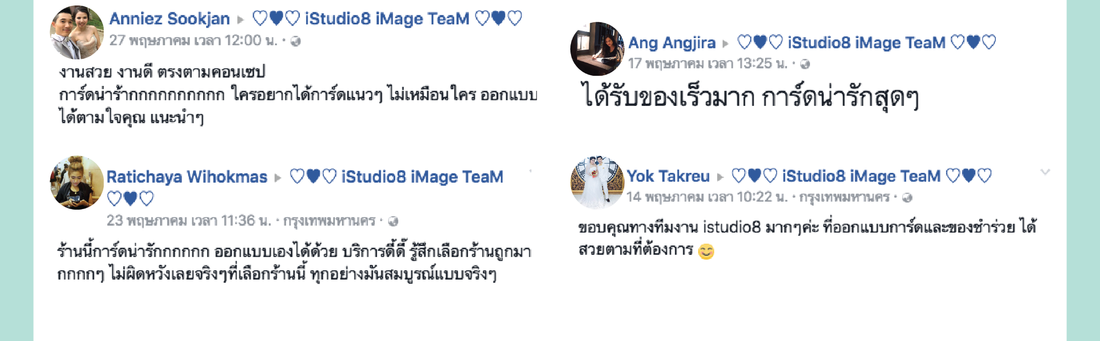 Anniez Sookjan ▸ ♡♥♡ iStudio8 iMage TeaM ♡♥♡
27 พฤษภาคม เวลา 12:00 น. ·
งานสวย งานดี ตรงตามคอนเซป
การ์ดน่าร้ากกกกกกกกกก ใครอยากได้การ์ดแนวๆ ไม่เหมือนใคร ออกแบบ
ได้ตามใจคุณ แนะนำๆ
Ratichaya Wihokmas ▸ ♡♥♡ iStudio8 iMage TeaM
♡♥♡
23 พฤษภาคม เวลา 11:36 น. · กรุงเทพมหานคร ·
ร้านนี้การ์ดน่ารักกกกกก ออกแบบเองได้ด้วย บริการดี๊ดี รู้สึกเลือกร้านถูกมา
กกกกๆ ไม่ผิดหวังเลยจริงๆที่เลือกร้านนี้ ทุกอย่างมันสมบูรณ์แบบจริงๆ
Ang Angjira ▸ ♡♥♡ iStudio8 iMage TeaM ♡♥♡
17 พฤษภาคม เวลา 13:25 น. ·
ได้รับของเร็วมาก การ์ดน่ารักสุดๆ
Yok Takreu ▸ ♡♥♡ iStudio8 iMage TeaM ♡♥♡
14 พฤษภาคม เวลา 10:22 น. · กรุงเทพมหานคร ·
ขอบคุณทางทีมงาน istudio8 มากๆค่ะ ที่ออกแบบการ์ดและของชำร่วย ได้
สวยตามที่ต้องการ 😊